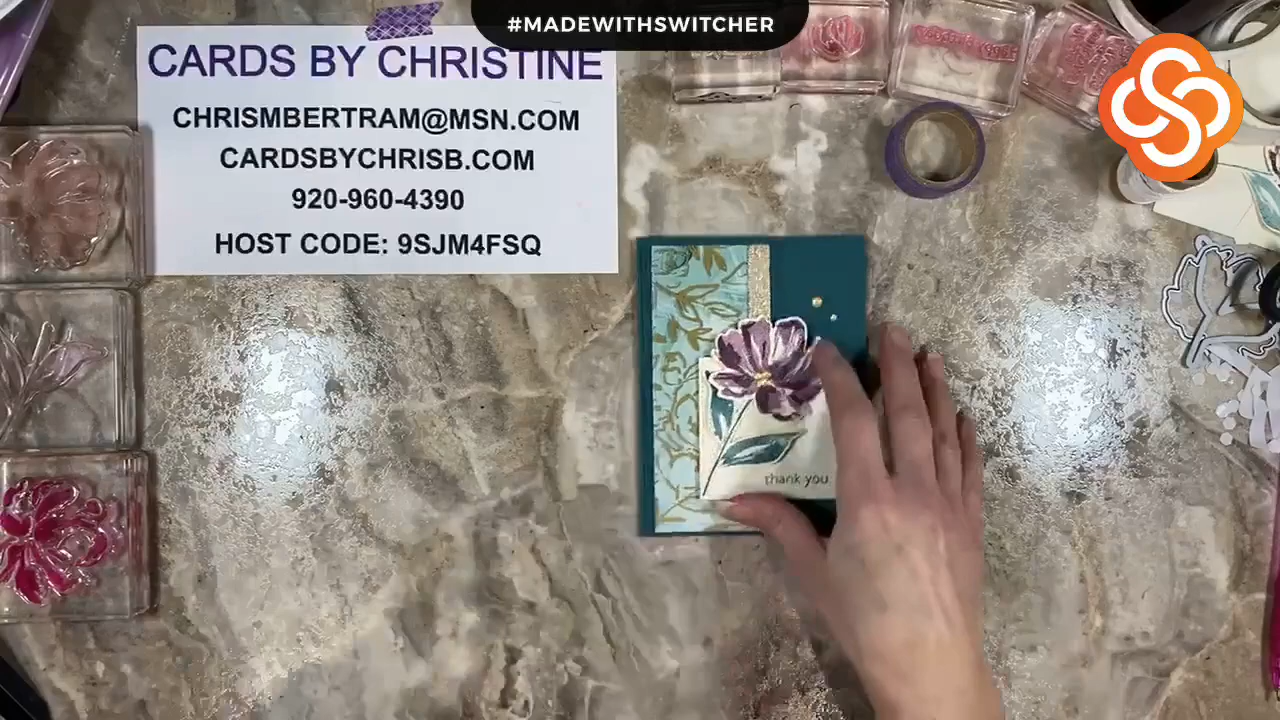 #MADEWITHSWITCHER
CARDS BY CHRISTINE
CHRISMBERTRAM@MSN.COM
CARDSBYCHRISB.COM
920-960-4390
HOST CODE: 9SJM4FSQ
thank you